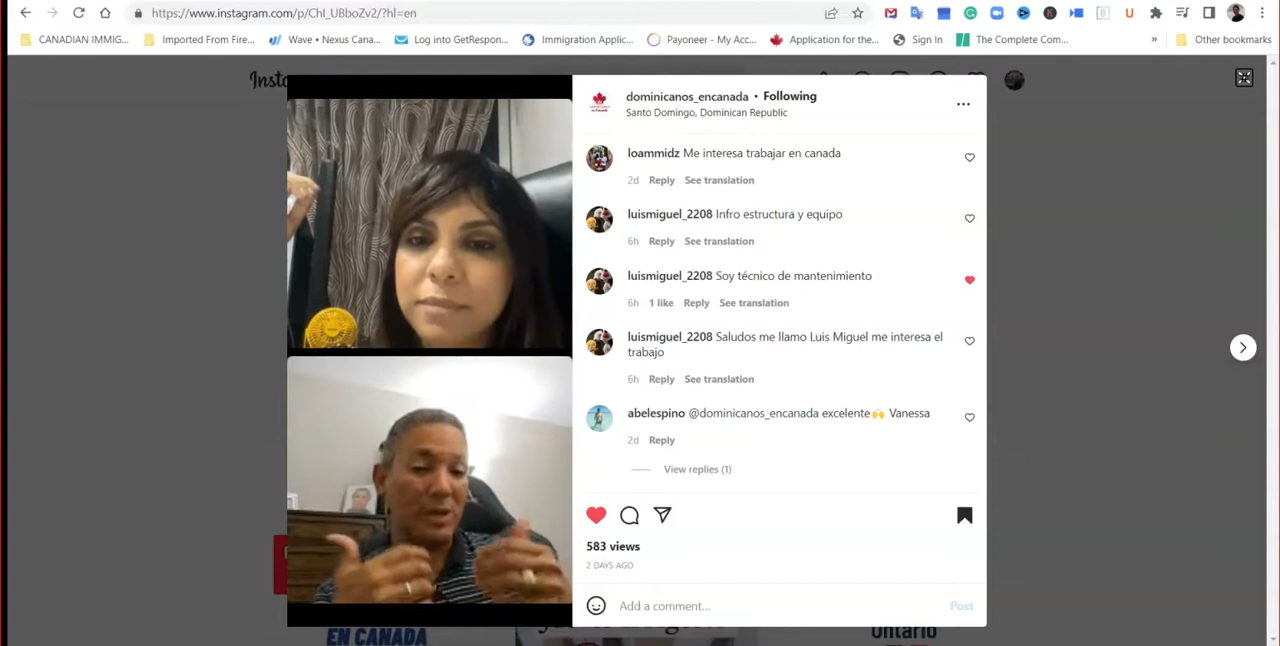 https://www.instagram.com/p/ChI_UBboZv2/?hl=en
CANADIAN IMMIG...
Imported From Fire...
Wave • Nexus Cana...
Log into GetRespon...
Immigration Applic...
Payoneer - My Acc...
Application for the...
Sign In
The Complete Com...
»
Other bookmarks
dominicanos_encanada • Following
Santo Domingo, Dominican Republic
loammidz Me interesa trabajar en canada
2d Reply See translation
luismiguel_2208 Infro estructura y equipo
6h Reply See translation
luismiguel_2208 Soy técnico de mantenimiento
6h 1 like Reply See translation
luismiguel_2208 Saludos me llamo Luis Miguel me interesa el
trabajo
6h Reply See translation
abelespino @dominicanos_encanada excelente🙌 Vanessa
2d Reply
View replies (1)
583 views
2 DAYS AGO
Add a comment... Post
EN CANADA
Ontario